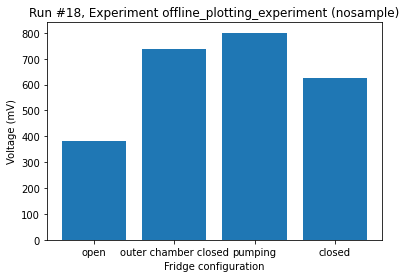 Run #18, Experiment offline_plotting_experiment (nosample)
800
700
600
500
400
300
200
100
0
Voltage (mV)
open outer chamber closed pumping closed
Fridge configuration